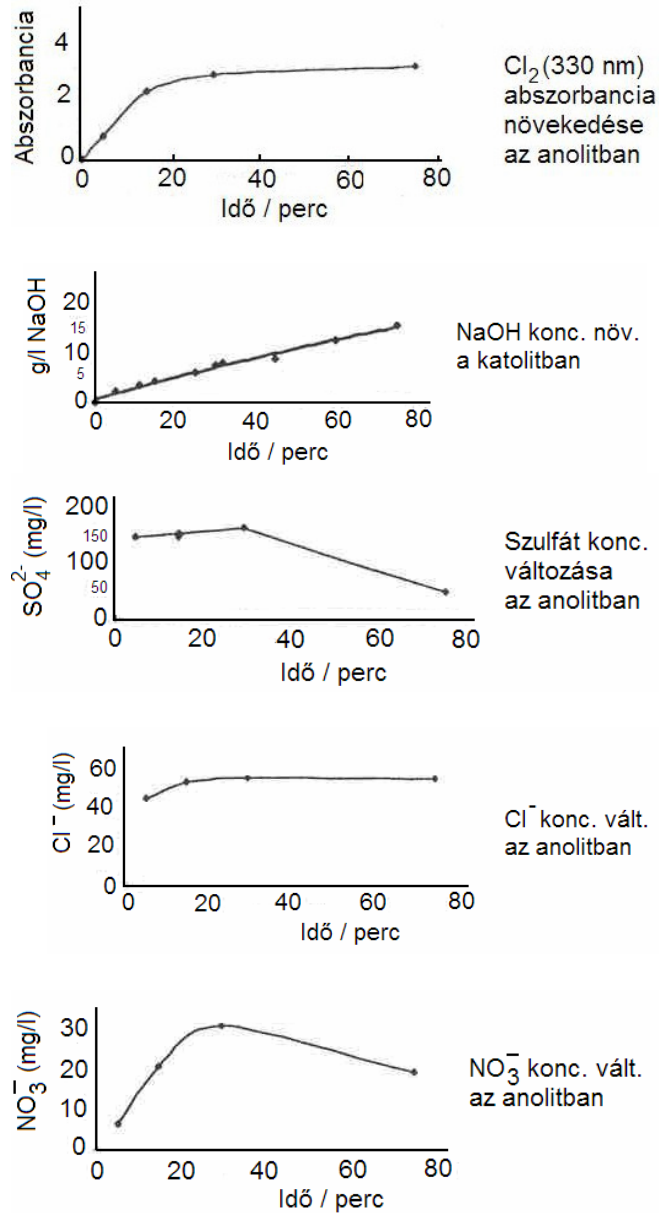 Abszorbancia
4
2
0
0 20 40 60 80
Idő / perc
Cl2 (330 nm)
abszorbancia
növekedése
az anolitban
g/l NaOH
20
15
10
5
0
20 40 60 80
Idő / perc
NaOH konc. növ.
a katolitban
SO4 2- (mg/l)
200
150
100
50
0
0 20 40 60 80
Idő / perc
Szulfát konc.
változása
az anolitban
Cl - (mg/l)
60
40
20
0
0 20 40 60 80
Idő / perc
Cl - konc. vált.
az anolitban
NO3 - (mg/l)
30
20
10
0
0 20 40 60 80
Idő / perc
NO3 - konc. vált.
az anolitban